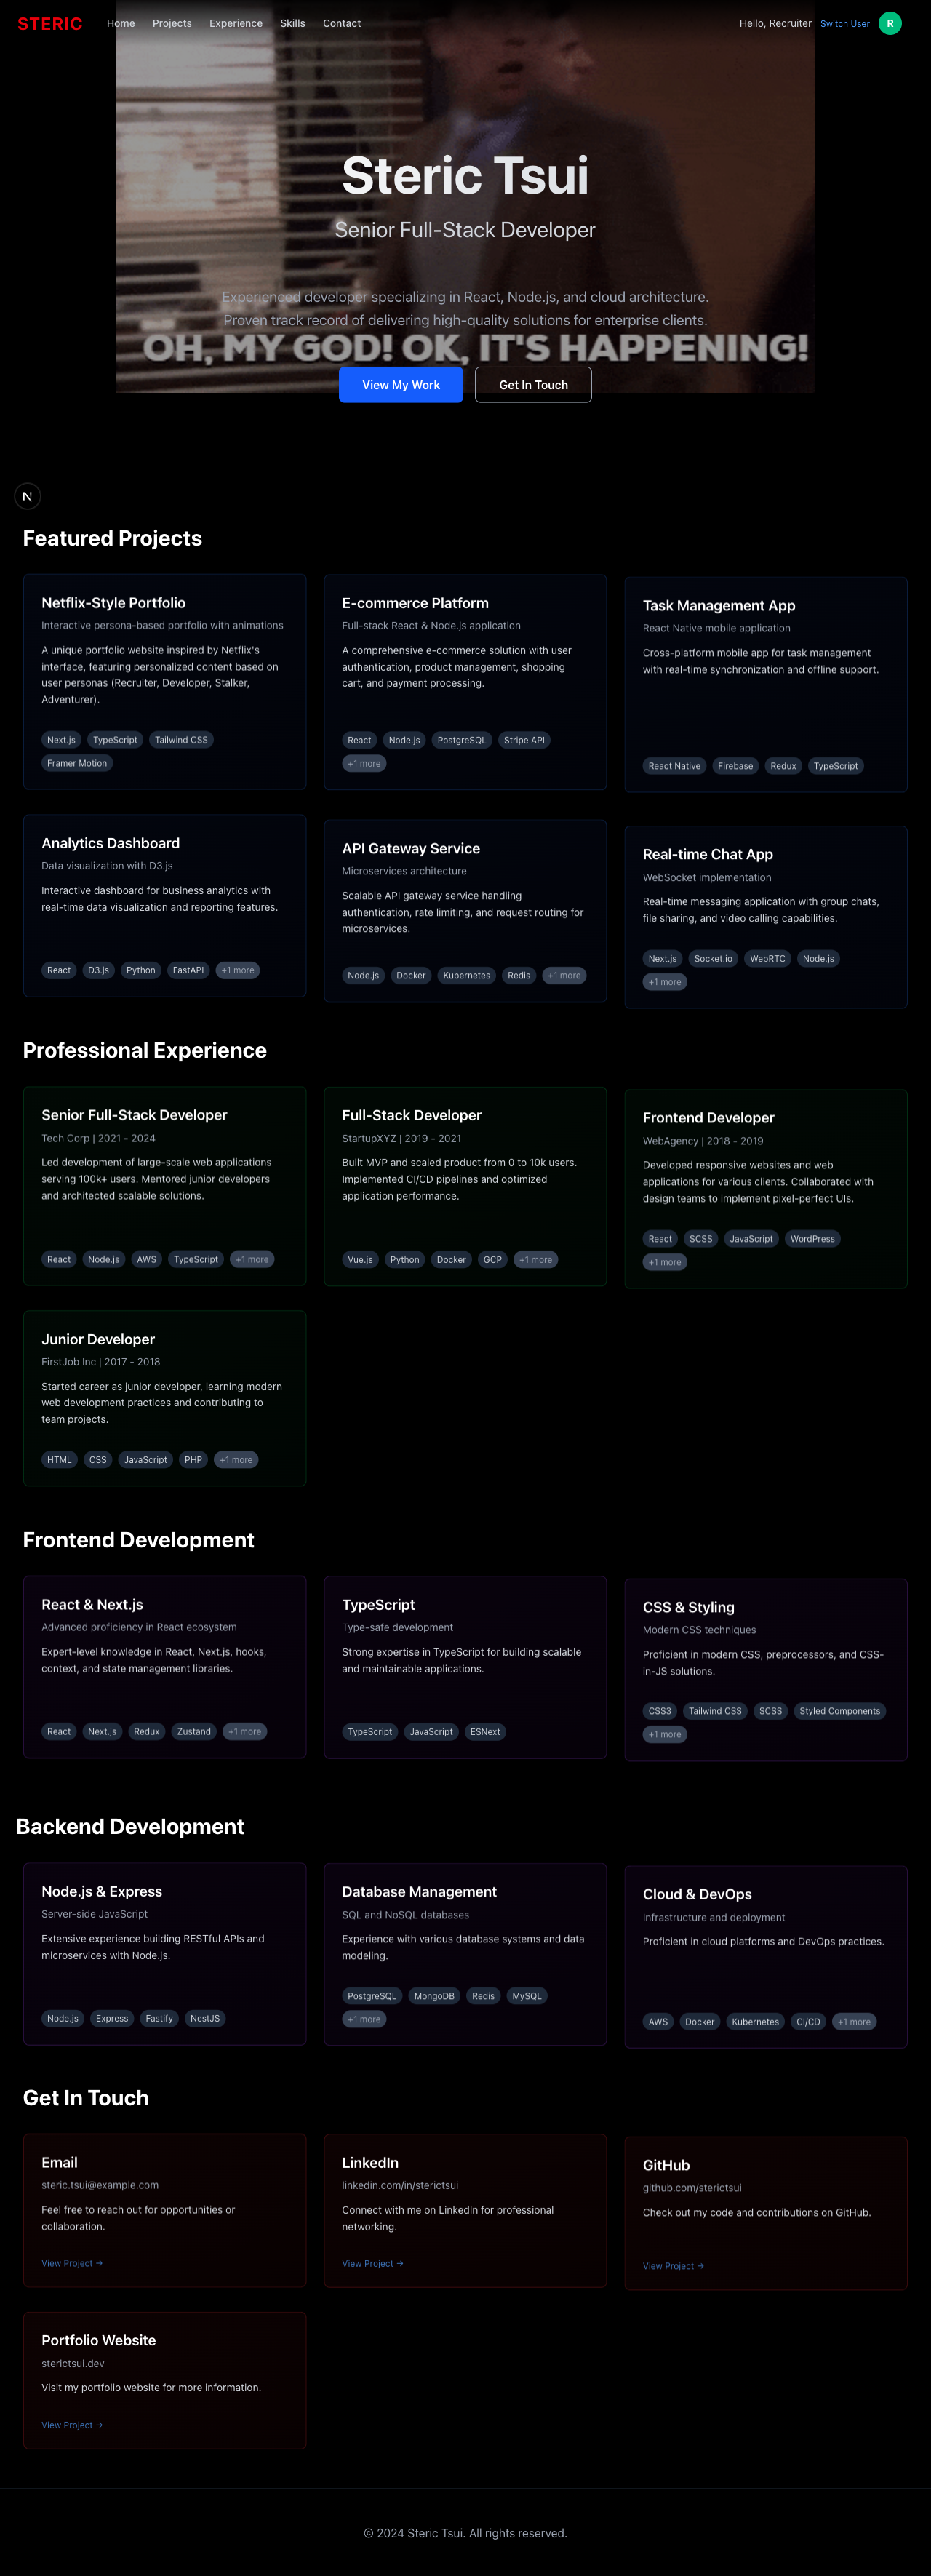 STERIC Home Projects Experience Skills Contact Hello, Recruiter Switch User R
Steric Tsui
Senior Full-Stack Developer
Experienced developer specializing in React, Node.js, and cloud architecture.
Proven track record of delivering high-quality solutions for enterprise clients.
OH, MY GOD! OK, IT'S HAPPENING!
View My Work Get In Touch
N
Featured Projects
Netflix-Style Portfolio
Interactive persona-based portfolio with animations
A unique portfolio website inspired by Netflix's
interface, featuring personalized content based on
user personas (Recruiter, Developer, Stalker,
Adventurer).
Next.js TypeScript Tailwind CSS
Framer Motion
E-commerce Platform
Full-stack React & Node.js application
A comprehensive e-commerce solution with user
authentication, product management, shopping
cart, and payment processing.
React Node.js PostgreSQL Stripe API
+1 more
Task Management App
React Native mobile application
Cross-platform mobile app for task management
with real-time synchronization and offline support.
React Native Firebase Redux TypeScript
Analytics Dashboard
Data visualization with D3.js
Interactive dashboard for business analytics with
real-time data visualization and reporting features.
React D3.js Python FastAPI +1 more
API Gateway Service
Microservices architecture
Scalable API gateway service handling
authentication, rate limiting, and request routing for
microservices.
Node.js Docker Kubernetes Redis +1 more
Real-time Chat App
WebSocket implementation
Real-time messaging application with group chats,
file sharing, and video calling capabilities.
Next.js Socket.io WebRTC Node.js
+1 more
Professional Experience
Senior Full-Stack Developer
Tech Corp | 2021 - 2024
Led development of large-scale web applications
serving 100k+ users. Mentored junior developers
and architected scalable solutions.
React Node.js AWS TypeScript +1 more
Full-Stack Developer
StartupXYZ | 2019 - 2021
Built MVP and scaled product from 0 to 10k users.
Implemented CI/CD pipelines and optimized
application performance.
Vue.js Python Docker GCP +1 more
Frontend Developer
WebAgency | 2018 - 2019
Developed responsive websites and web
applications for various clients. Collaborated with
design teams to implement pixel-perfect UIs.
React SCSS JavaScript WordPress
+1 more
Junior Developer
FirstJob Inc | 2017 - 2018
Started career as junior developer, learning modern
web development practices and contributing to
team projects.
HTML CSS JavaScript PHP +1 more
Frontend Development
React & Next.js
Advanced proficiency in React ecosystem
Expert-level knowledge in React, Next.js, hooks,
context, and state management libraries.
React Next.js Redux Zustand +1 more
TypeScript
Type-safe development
Strong expertise in TypeScript for building scalable
and maintainable applications.
TypeScript JavaScript ESNext
CSS & Styling
Modern CSS techniques
Proficient in modern CSS, preprocessors, and CSS-
in-JS solutions.
CSS3 Tailwind CSS SCSS Styled Components
+1 more
Backend Development
Node.js & Express
Server-side JavaScript
Extensive experience building RESTful APIs and
microservices with Node.js.
Node.js Express Fastify NestJS
Database Management
SQL and NoSQL databases
Experience with various database systems and data
modeling.
PostgreSQL MongoDB Redis MySQL
+1 more
Cloud & DevOps
Infrastructure and deployment
Proficient in cloud platforms and DevOps practices.
AWS Docker Kubernetes CI/CD +1 more
Get In Touch
Email
steric.tsui@example.com
Feel free to reach out for opportunities or
collaboration.
View Project →
LinkedIn
linkedin.com/in/sterictsui
Connect with me on LinkedIn for professional
networking.
View Project →
GitHub
github.com/sterictsui
Check out my code and contributions on GitHub.
View Project →
Portfolio Website
sterictsui.dev
Visit my portfolio website for more information.
View Project →
© 2024 Steric Tsui. All rights reserved.